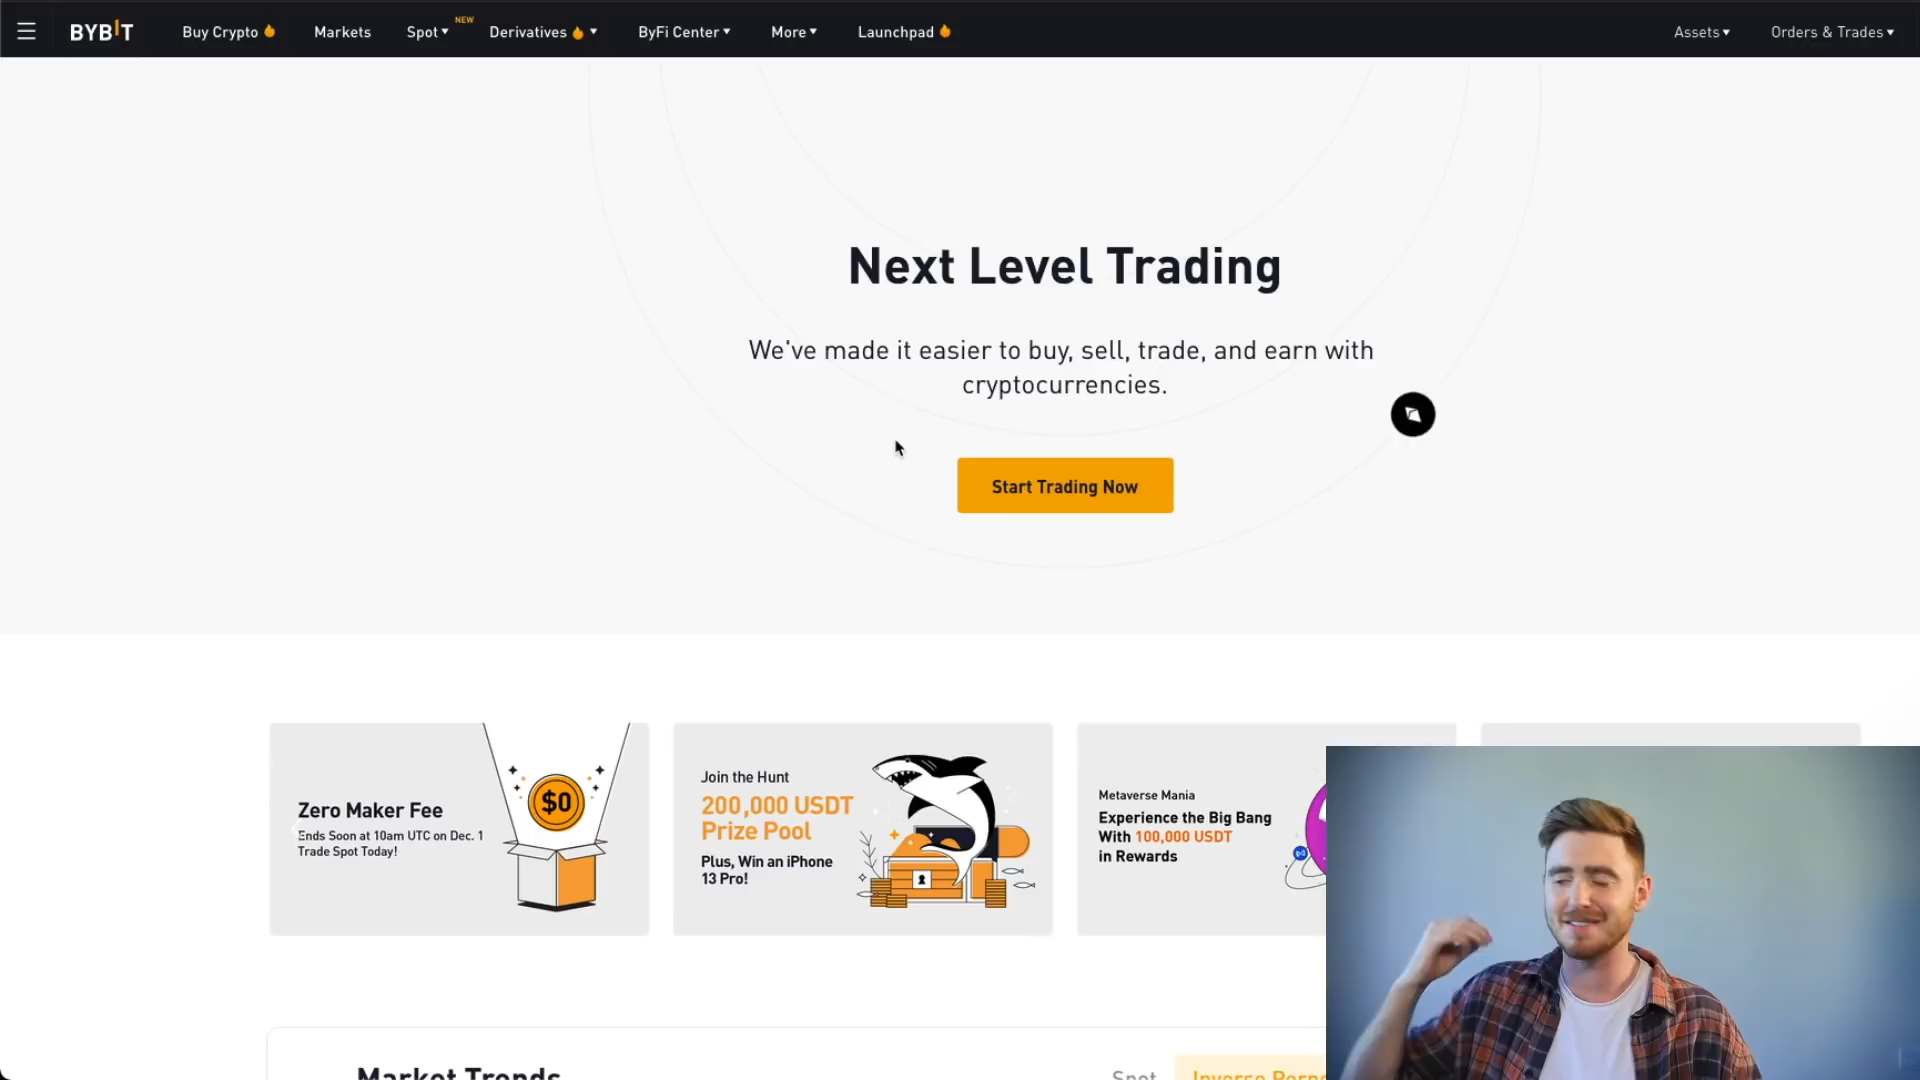 BYBIT
Buy Crypto
Markets
Spot
NEW
Derivatives
ByFi Center
More
Launchpad
Assets
Orders & Trades
Next Level Trading
We've made it easier to buy, sell, trade, and earn with
cryptocurrencies.
Start Trading Now
Zero Maker Fee
Ends Soon at 10am UTC on Dec. 1
Trade Spot Today!
$0
Join the Hunt
200,000 USDT
Prize Pool
Plus, Win an iPhone
13 Pro!
Metaverse Mania
Experience the Big Bang
With 100,000 USDT
in Rewards
Market Trends
Spot
Inverse